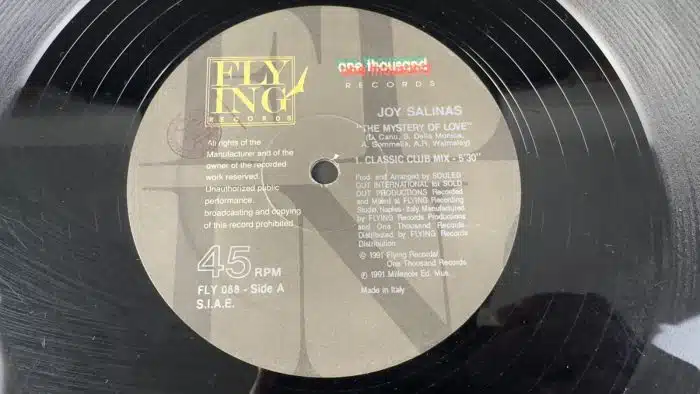 FLY
ING
RECORDS
All rights of the
Manufacturer and of the
owner of the recorded
work reserved.
Unauthorized public
performance,
broadcasting and copying
of this record prohibited.
45 RPM
FLY 088 - Side A
S.I.A.E.
one thousand
RECORDS
JOY SALINAS
"THE MYSTERY OF LOVE"
(D. Canu, S. Della Monica,
A. Sommella, A.R. Walmsley)
1. CLASSIC CLUB MIX - 5'30"
Prod. and Arranged by SOULED
OUT INTERNATIONAL for SOLD
OUT PRODUCTIONS Recorded
and Mixed at FLYING Recording
Studio, Naples - Italy. Manufactured
by FLYING Records Productions
and One Thousand Records
Distributed by FLYING Records
Distribution
℗ 1991 Flying Records/
One Thousand Records
© 1991 Ed. Mus.
Made in Italy